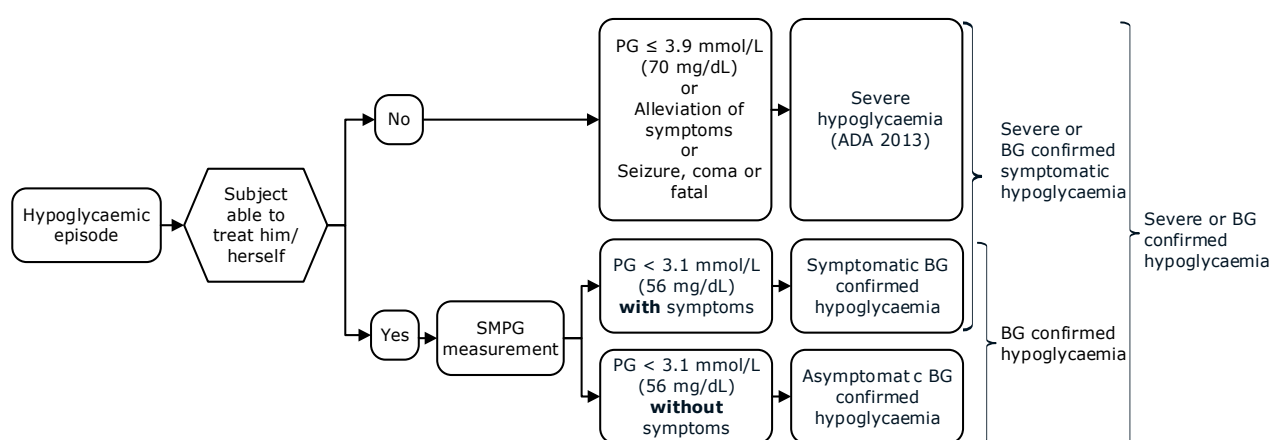 Hypoglycaemic
episode
Subject
able to
treat him/
herself
No
Yes
SMPG
measurement
PG ≤ 3.9 mmol/L
(70 mg/dL)
or
Alleviation of
symptoms
or
Seizure, coma or
fatal
Severe
hypoglycaemia
(ADA 2013)
PG < 3.1 mmol/L
(56 mg/dL)
with symptoms
Symptomatic BG
confirmed
hypoglycaemia
PG < 3.1 mmol/L
(56 mg/dL)
without
symptoms
Asymptomat c BG
confirmed
hypoglycaemia
Severe or
BG confirmed
symptomatic
hypoglycaemia
BG confirmed
hypoglycaemia
Severe or BG
confirmed
hypoglycaemia